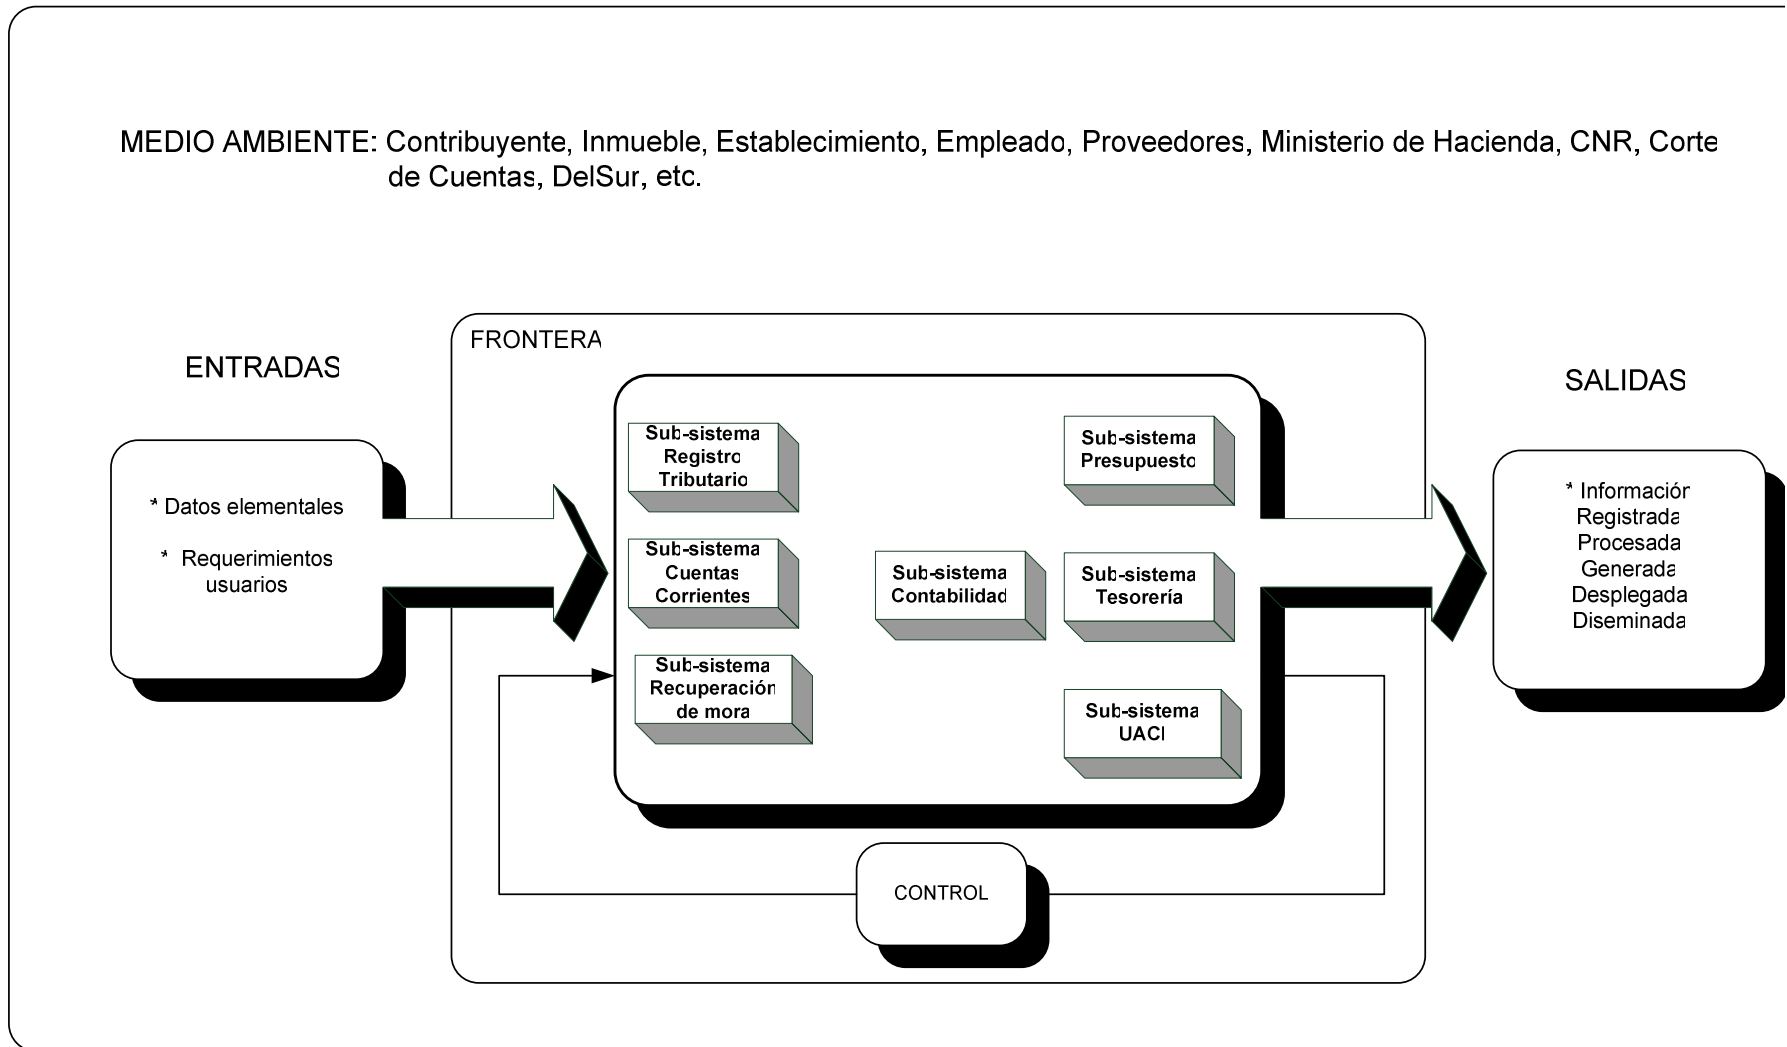 MEDIO AMBIENTE: Contribuyente, Inmueble, Establecimiento, Empleado, Proveedores, Ministerio de Hacienda, CNR, Corte
de Cuentas, DelSur, etc.
FRONTERA
ENTRADAS
SALIDAS
* Datos elementales
* Requerimientos
usuarios
Sub-sistema
Registro
Tributario
Sub-sistema
Cuentas
Corrientes
Sub-sistema
Recuperación
de mora
Sub-sistema
Contabilidad
Sub-sistema
Presupuesto
Sub-sistema
Tesorería
Sub-sistema
UACI
* Información
Registrada
Procesada
Generada
Desplegada
Diseminada
CONTROL